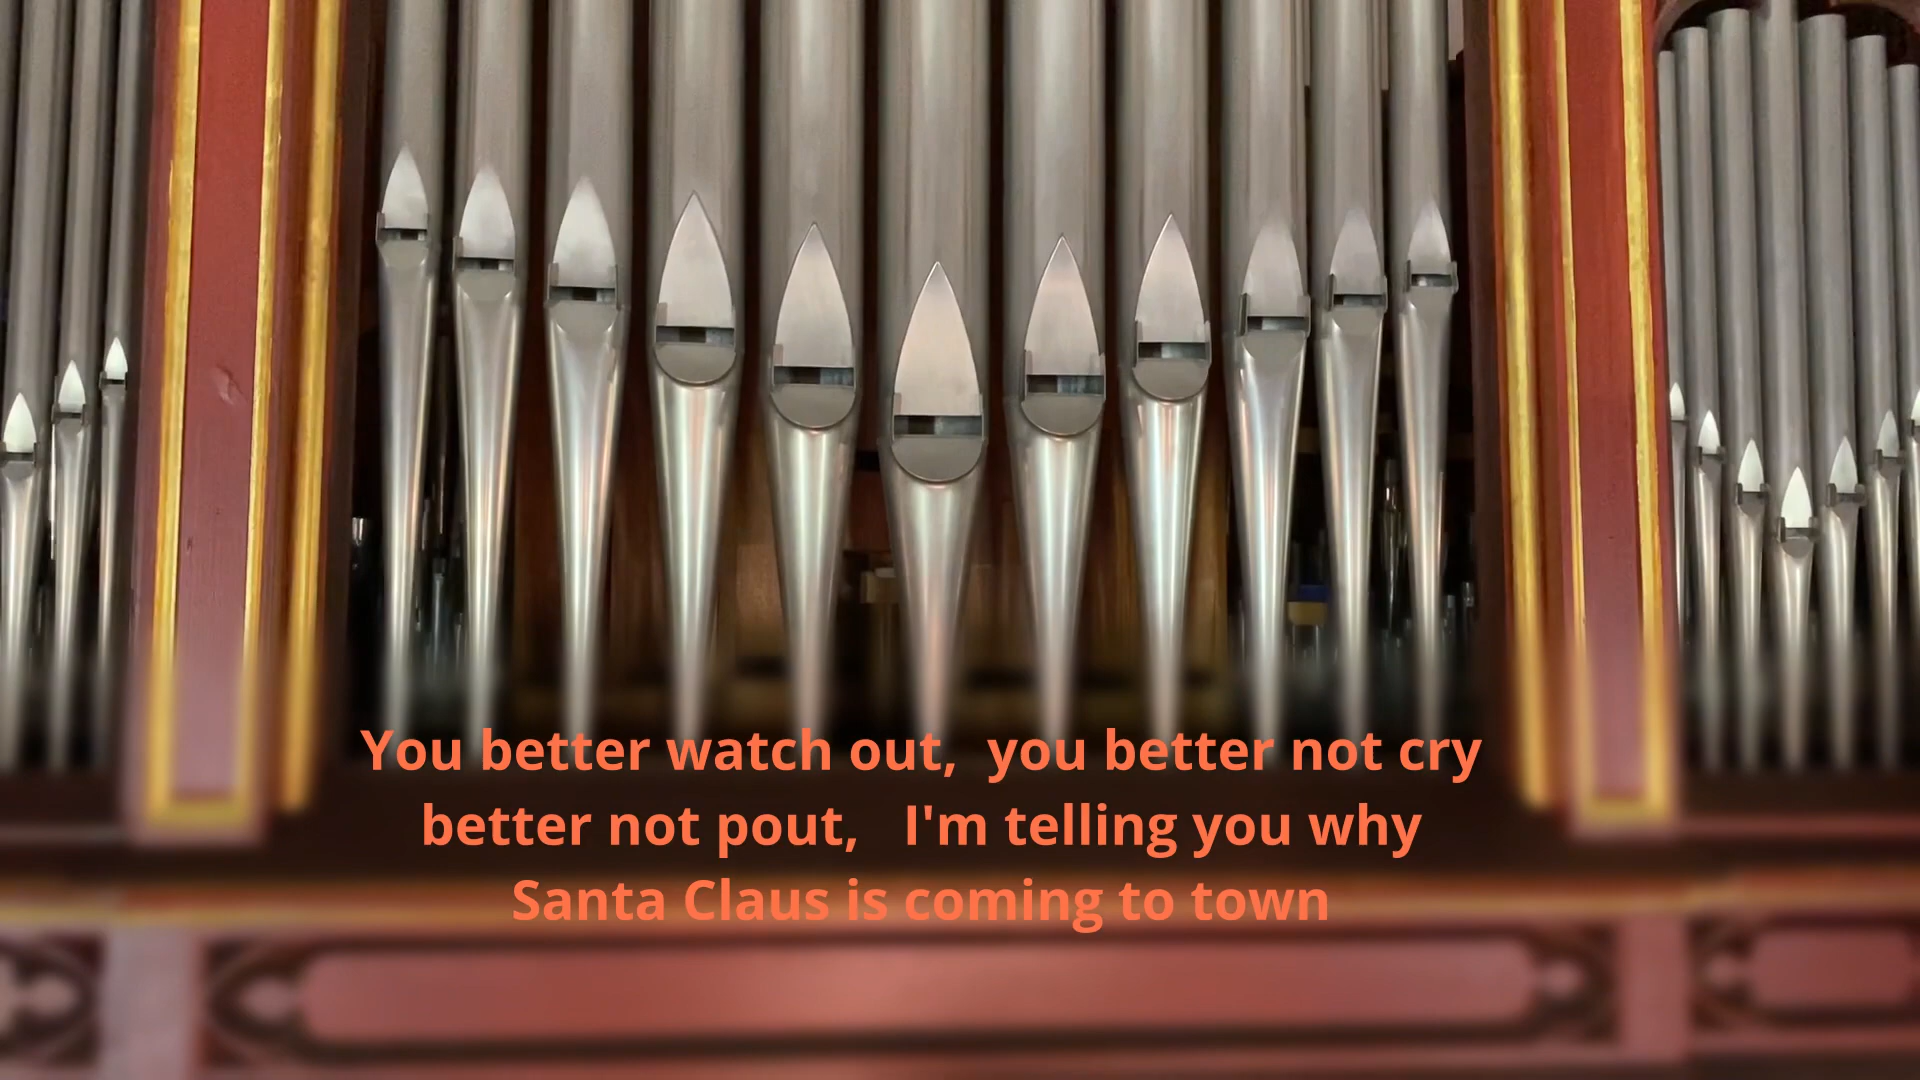 You better watch out,  you better not cry
better not pout,   I'm telling you why
Santa Claus is coming to town